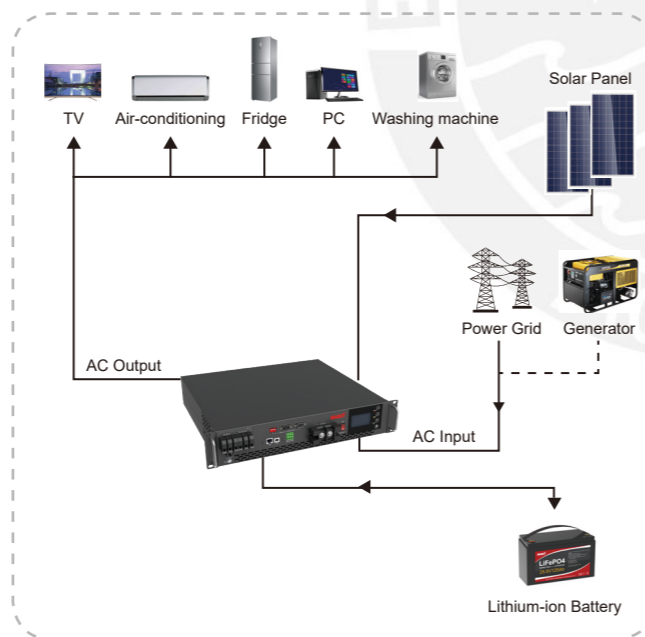 Solar Panel
TV
Air-conditioning
Fridge
PC
Washing machine
Power Grid
Generator
AC Output
AC Input
LiFePO4
Lithium-ion Battery